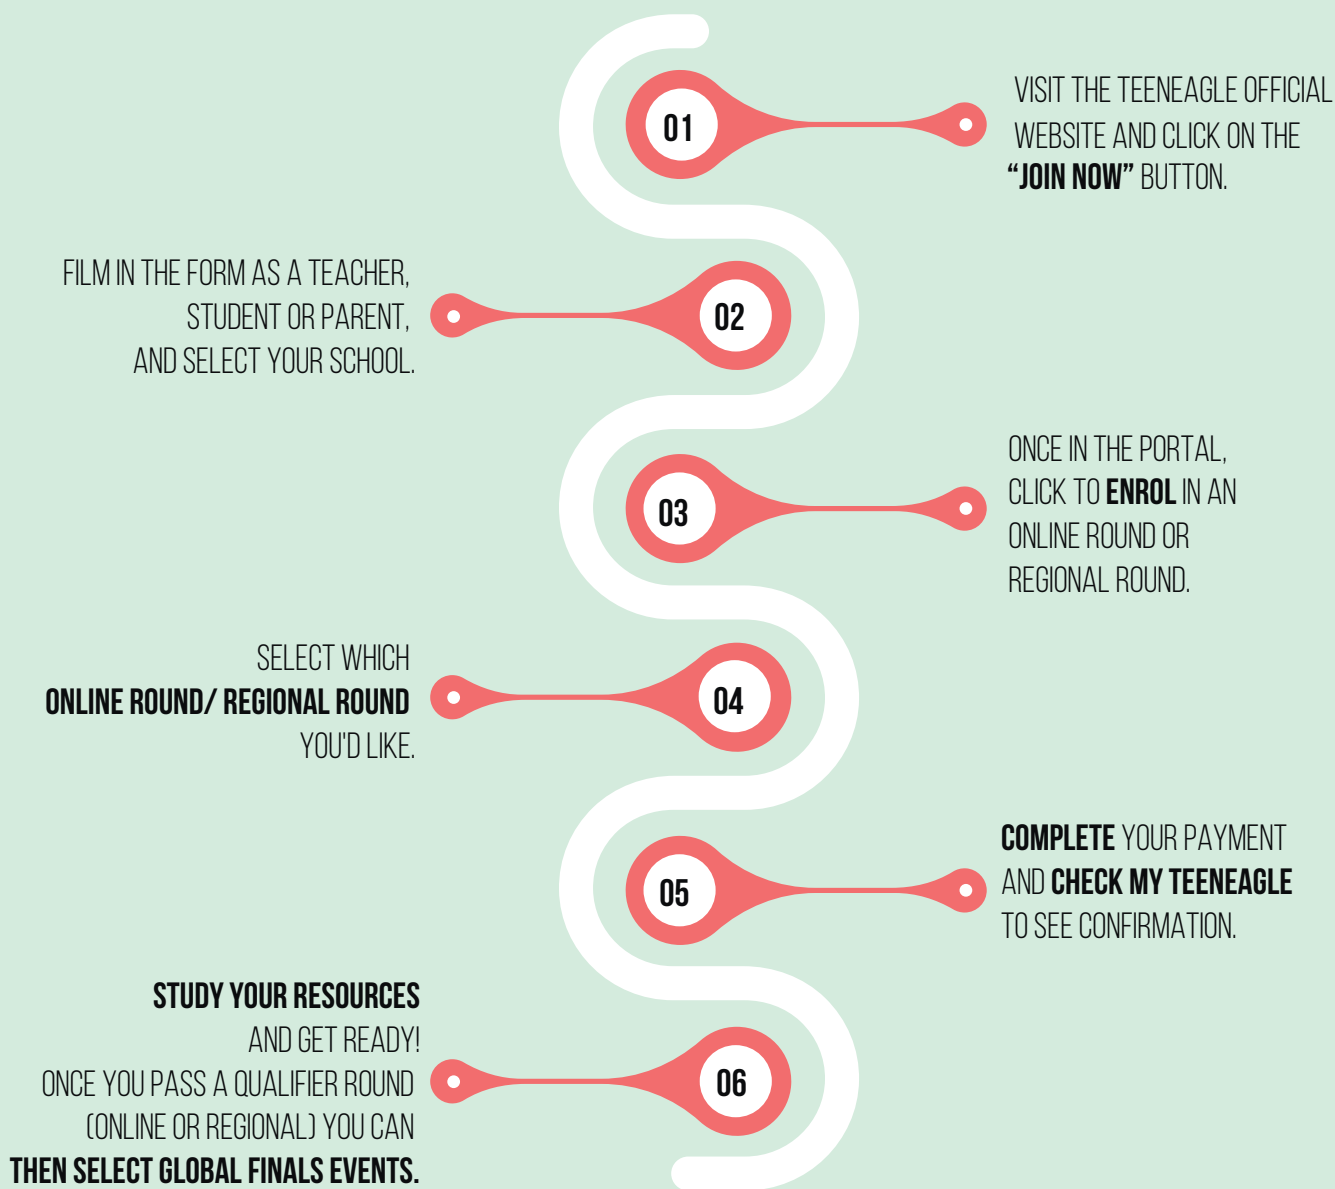 01
VISIT THE TEENEAGLE OFFICIAL
WEBSITE AND CLICK ON THE
“JOIN NOW” BUTTON.
FILM IN THE FORM AS A TEACHER,
STUDENT OR PARENT,
AND SELECT YOUR SCHOOL.
02
03
ONCE IN THE PORTAL,
CLICK TO ENROL IN AN
ONLINE ROUND OR
REGIONAL ROUND.
SELECT WHICH
ONLINE ROUND/ REGIONAL ROUND
YOU'D LIKE.
04
05
COMPLETE YOUR PAYMENT
AND CHECK MY TEENEAGLE
TO SEE CONFIRMATION.
STUDY YOUR RESOURCES
AND GET READY!
ONCE YOU PASS A QUALIFIER ROUND
(ONLINE OR REGIONAL) YOU CAN
THEN SELECT GLOBAL FINALS EVENTS.
06